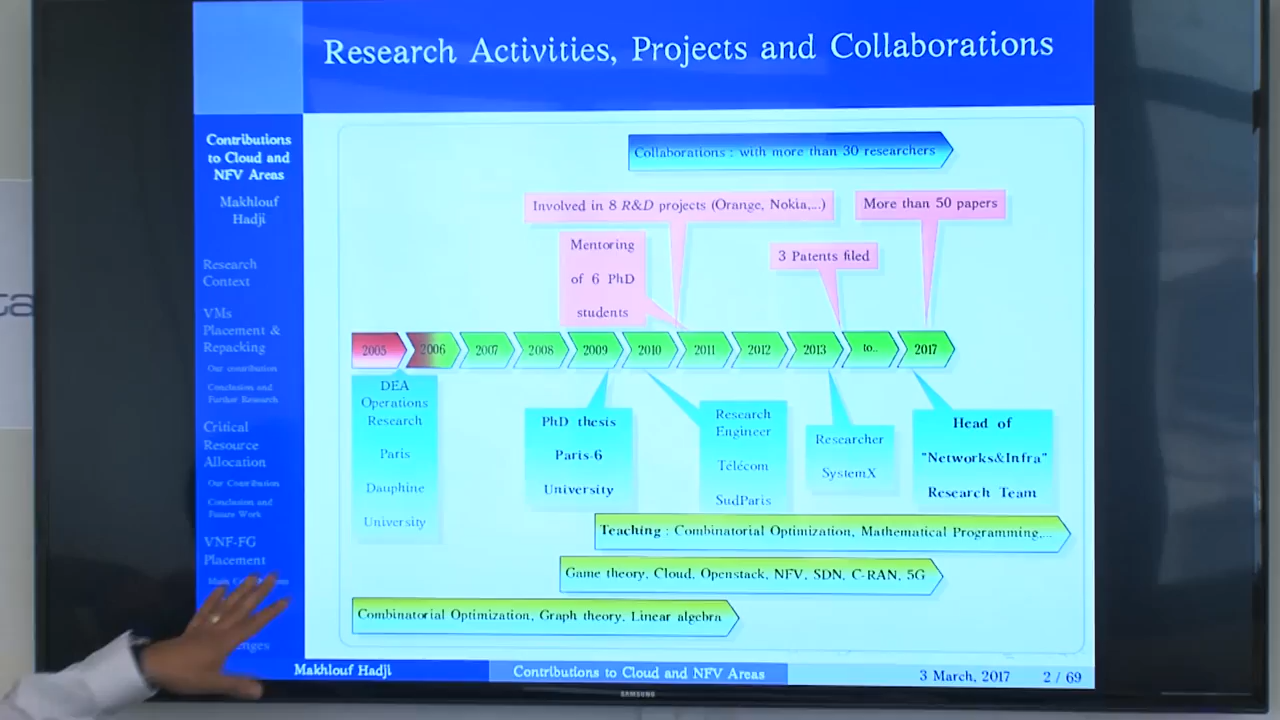 Research Activities, Projects and Collaborations
Contributions
to Cloud and
NFV Areas
Makhlouf
Hadji
Research
Context
VMs
Placement &
Repacking
Our contribution
Conclusion and
Further Research
Critical
Resource
Allocation
Our Contribution
Conclusion and
Future Work
VNF-FG
Placement
Collaborations : with more than 30 researchers
Involved in 8 R&D projects (Orange, Nokia,...)
More than 50 papers
Mentoring
of 6 PhD
students
3 Patents filed
2005 2006 2007 2008 2009 2010 2011 2012 2013 to.. 2017
DEA
Operations
Research
Paris
Dauphine
University
PhD thesis
Paris-6
University
Research
Engineer
Télécom
SudParis
Researcher
SystemX
Head of
"Networks&Infra"
Research Team
Teaching : Combinatorial Optimization, Mathematical Programming,...
Game theory, Cloud, Openstack, NFV, SDN, C-RAN, 5G
Combinatorial Optimization, Graph theory, Linear algebra
Makhlouf Hadji
Contributions to Cloud and NFV Areas
3 March, 2017 2 / 69
SAMSUNG